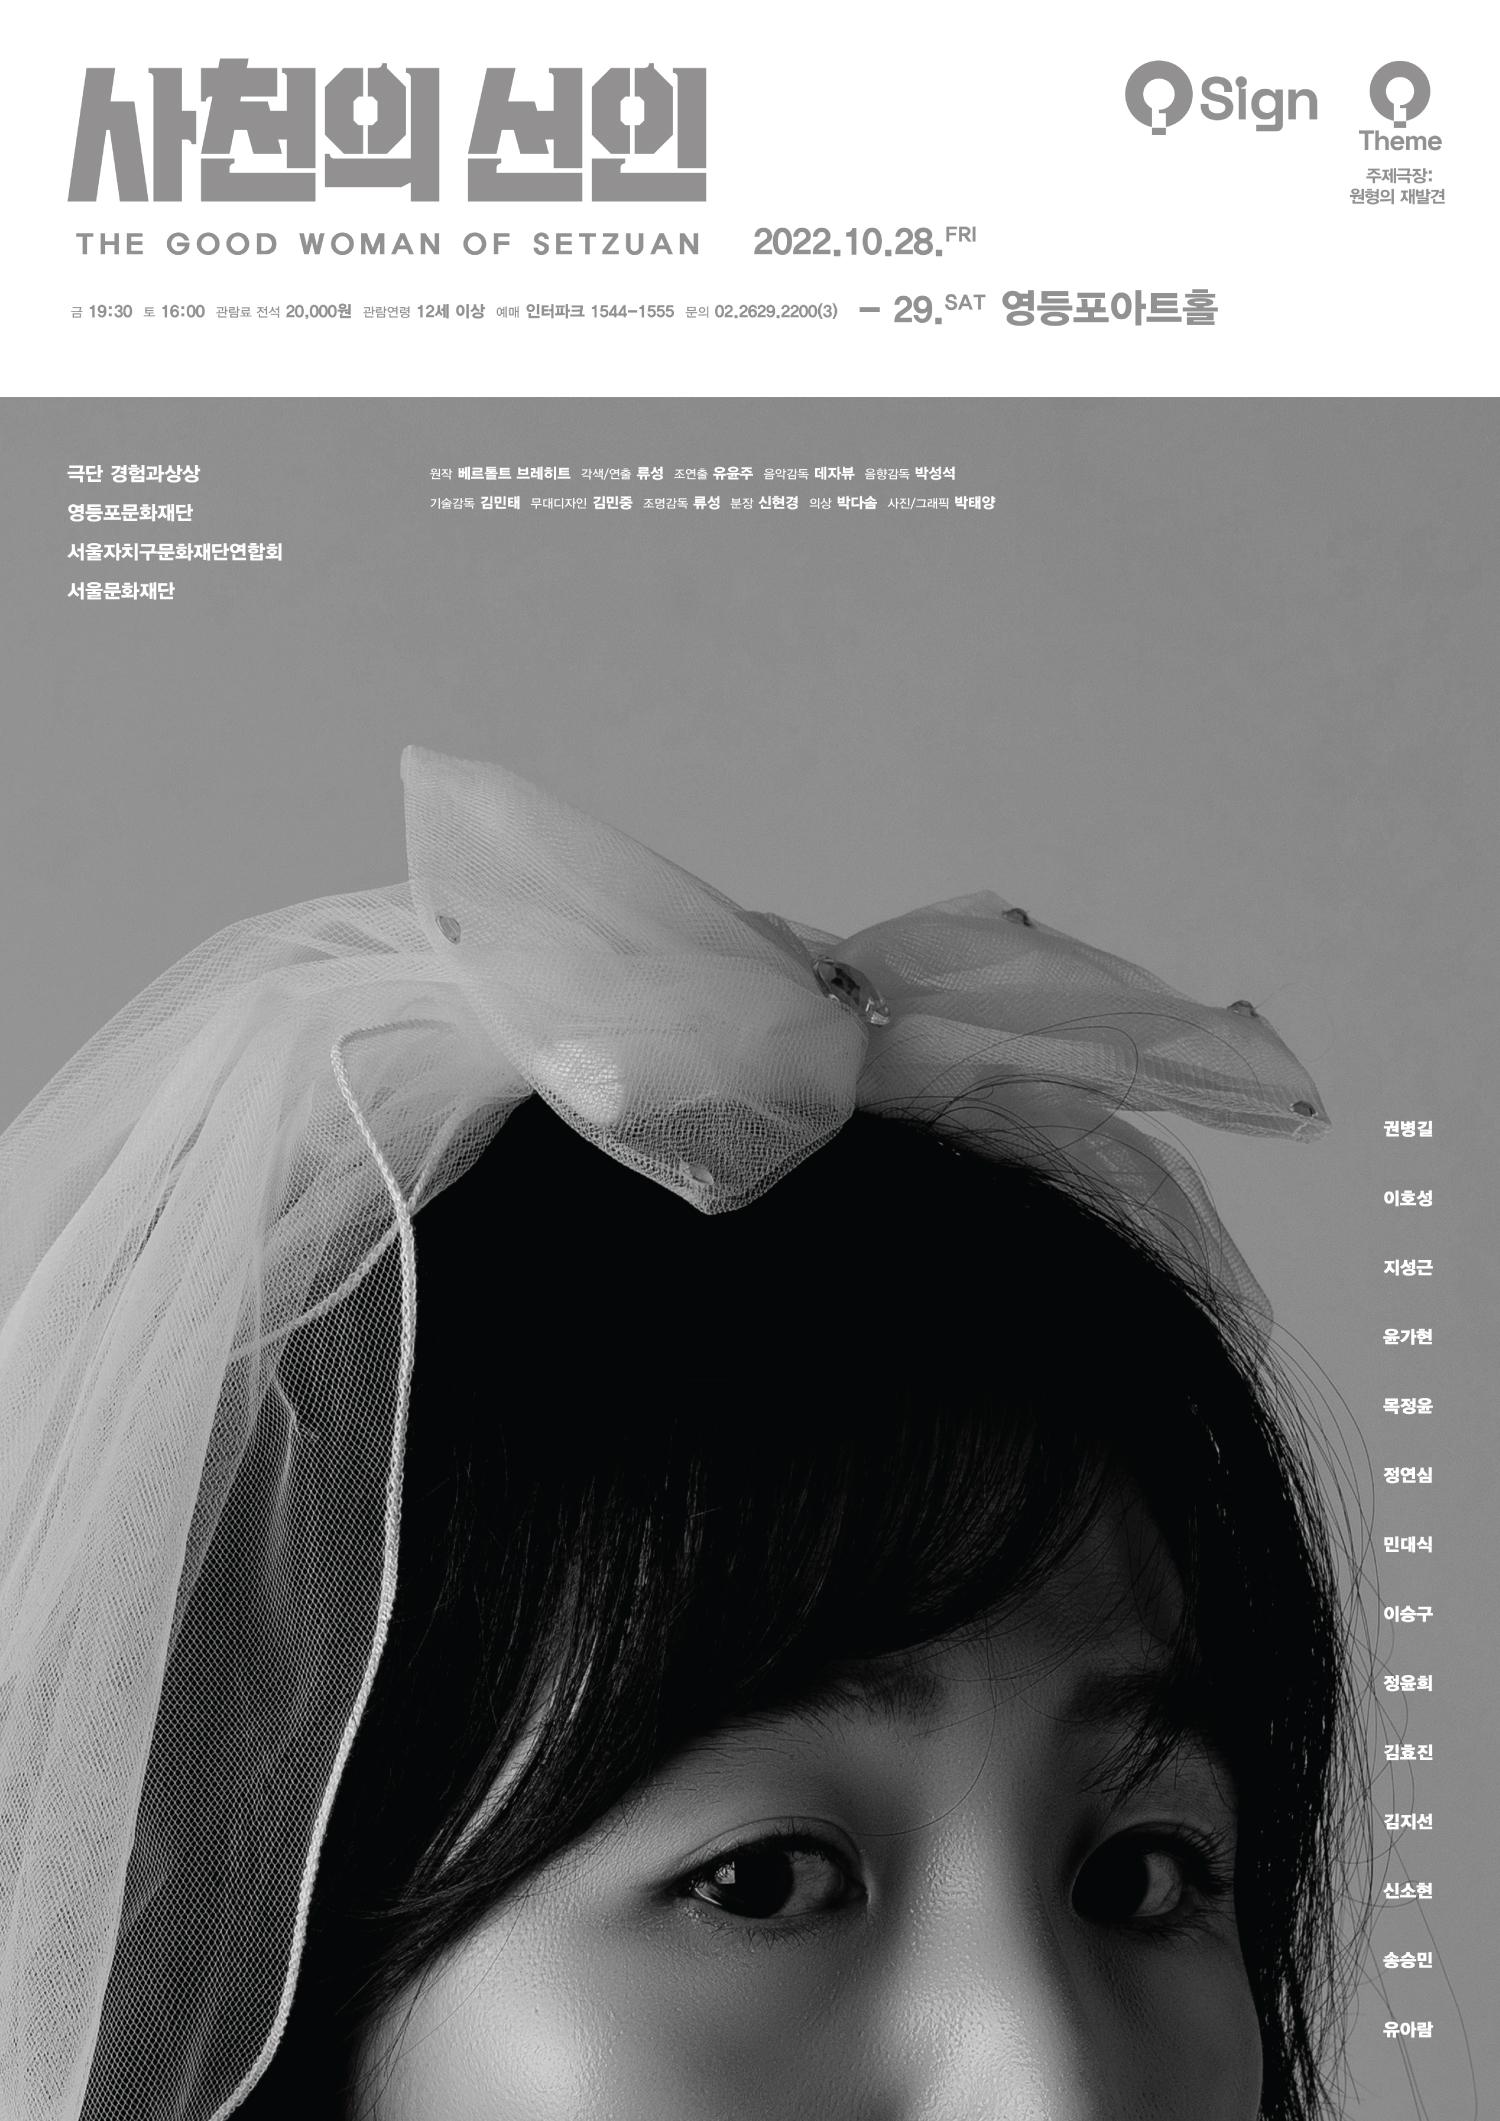 사천의 선인
THE GOOD WOMAN OF SETZUAN
Sign
Theme
주제극장:
원형의 재발견
2022.10.28.FRI
– 29.SAT 영등포아트홀
금 19:30 토 16:00 관람료 전석 20,000원 관람연령 12세 이상 예매 인터파크 1544-1555 문의 02.2629.2200(3)
극단 경험과상상
영등포문화재단
서울자치구문화재단연합회
서울문화재단
원작 베르톨트 브레히트 각색/연출 류성 조연출 유윤주 음악감독 데자뷰 음향감독 박성석
기술감독 김민태 무대디자인 김민중 조명감독 류성 분장 신현경 의상 박다솜 사진/그래픽 박태양
권병길
이호성
지성근
윤가현
목정윤
정연심
민대식
이승구
정윤희
김효진
김지선
신소현
송승민
유아람